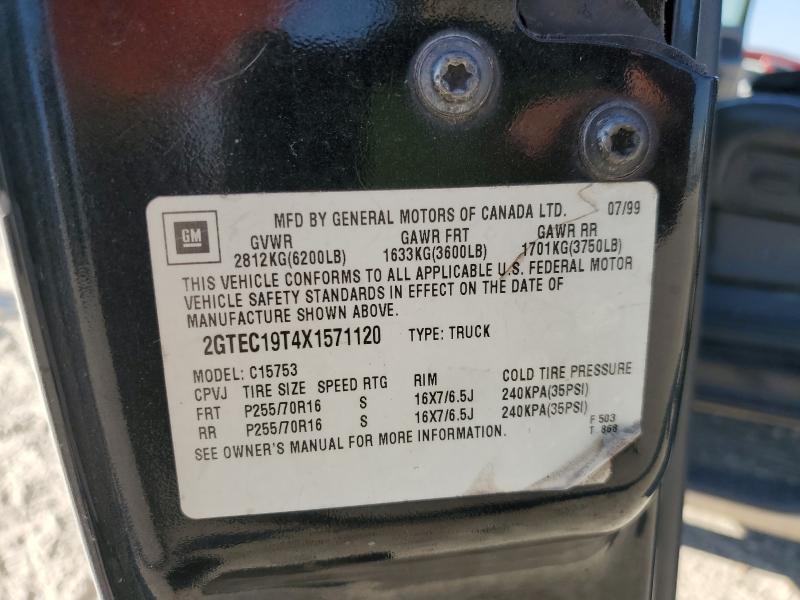 GM
MFD BY GENERAL MOTORS OF CANADA LTD. 07/99
GVWR GAWR FRT GAWR RR
2812KG(6200LB) 1633KG(3600LB) 1701KG(3750LB)
THIS VEHICLE CONFORMS TO ALL APPLICABLE U.S. FEDERAL MOTOR
VEHICLE SAFETY STANDARDS IN EFFECT ON THE DATE OF
MANUFACTURE SHOWN ABOVE.
2GTEC19T4X1571120 TYPE: TRUCK
MODEL: C15753
CPVJ TIRE SIZE SPEED RTG RIM COLD TIRE PRESSURE
FRT P255/70R16 S 16X7/6.5J 240KPA(35PSI)
RR P255/70R16 S 16X7/6.5J 240KPA(35PSI)
SEE OWNER'S MANUAL FOR MORE INFORMATION.
F 503
T 868